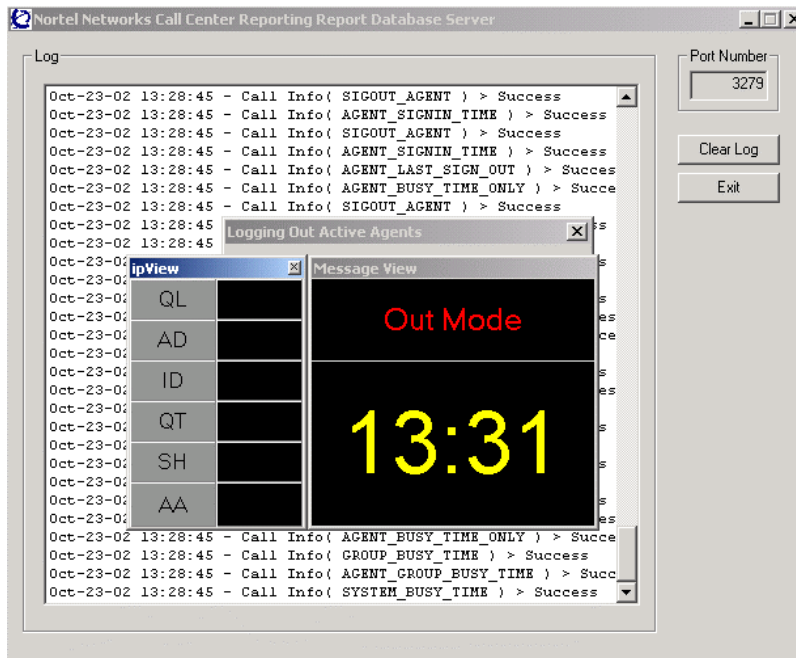 Nortel Networks Call Center Reporting Report Database Server
Log
Port Number
3279
Clear Log
Exit
Oct-23-02 13:28:45 - Call Info( SIGOUT_AGENT ) > Success
Oct-23-02 13:28:45 - Call Info( AGENT_SIGNIN_TIME ) > Success
Oct-23-02 13:28:45 - Call Info( SIGOUT_AGENT ) > Success
Oct-23-02 13:28:45 - Call Info( AGENT_SIGNIN_TIME ) > Success
Oct-23-02 13:28:45 - Call Info( AGENT_LAST_SIGN_OUT ) > Succes
Oct-23-02 13:28:45 - Call Info( AGENT_BUSY_TIME_ONLY ) > Succe
Oct-23-02 13:28:45 - Call Info( SIGOUT_AGENT ) > Success
Oct-23-02 13:28:45
Oct-23-02 13:28:45
Logging Out Active Agents
ipView
QL
AD
ID
QT
SH
AA
Message View
Out Mode
13:31
Oct-23-02 13:28:45 - Call Info( AGENT_BUSY_TIME_ONLY ) > Succe
Oct-23-02 13:28:45 - Call Info( GROUP_BUSY_TIME ) > Success
Oct-23-02 13:28:45 - Call Info( AGENT_GROUP_BUSY_TIME ) > Succ
Oct-23-02 13:28:45 - Call Info( SYSTEM_BUSY_TIME ) > Success